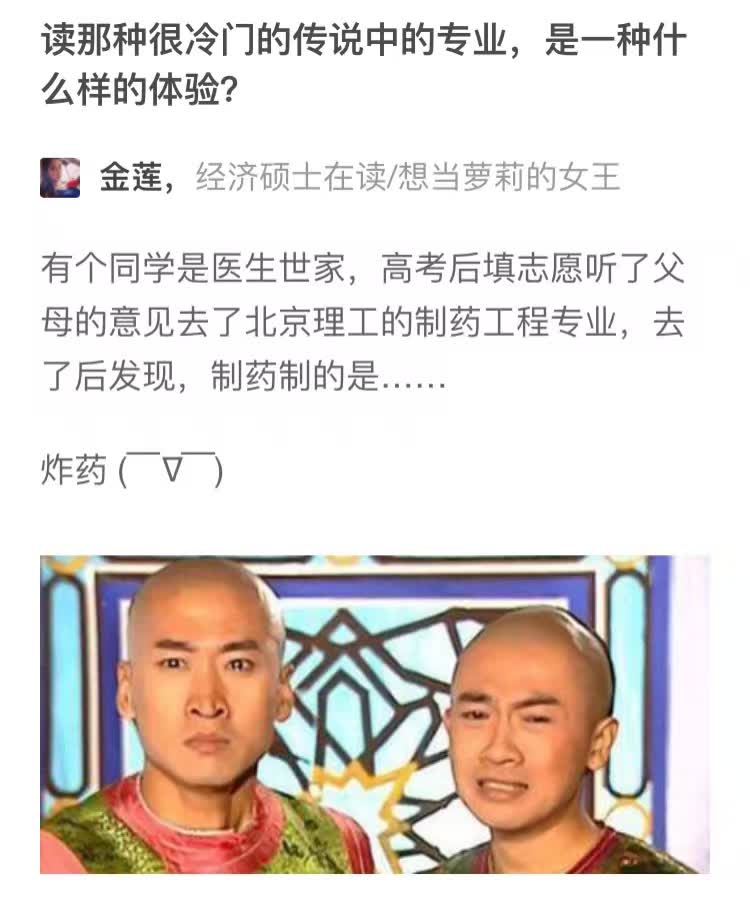 读那种很冷门的传说中的专业，是一种什
么样的体验？
金莲，经济硕士在读/想当萝莉的女王
有个同学是医生世家，高考后填志愿听了父
母的意见去了北京理工的制药工程专业，去
了后发现，制药制的是……
炸药 (￣∇￣)